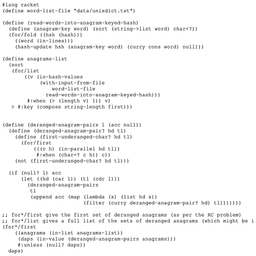 #lang racket
(define word-list-file "data/unixdict.txt")

(define (read-words-into-anagram-keyed-hash)
(define (anagram-key word) (sort (string->list word) char<?))
(for/fold ((hsh (hash)))
((word (in-lines)))
(hash-update hsh (anagram-key word) (curry cons word) null)))

(define anagrams-list
(sort
(for/list
((v (in-hash-values
(with-input-from-file
word-list-file
read-words-into-anagram-keyed-hash)))
#:when (> (length v) 1)) v)
> #:key (compose string-length first)))

(define (deranged-anagram-pairs l (acc null))
(define (deranged-anagram-pair? hd tl)
(define (first-underanged-char? hd tl)
(for/first
(((c h) (in-parallel hd tl))
#:when (char=? c h)) c))
(not (first-underanged-char? hd tl)))

(if (null? l) acc
(let ((hd (car l)) (tl (cdr l)))
(deranged-anagram-pairs
tl
(append acc (map (lambda (x) (list hd x))
(filter (curry deranged-anagram-pair? hd) tl)))))))

;; for*/first give the first set of deranged anagrams (as per the RC problem)
;; for*/list gives a full list of the sets of deranged anagrams (which might be i
(for*/first
((anagrams (in-list anagrams-list))
(daps (in-value (deranged-anagram-pairs anagrams)))
#:unless (null? daps))
daps)